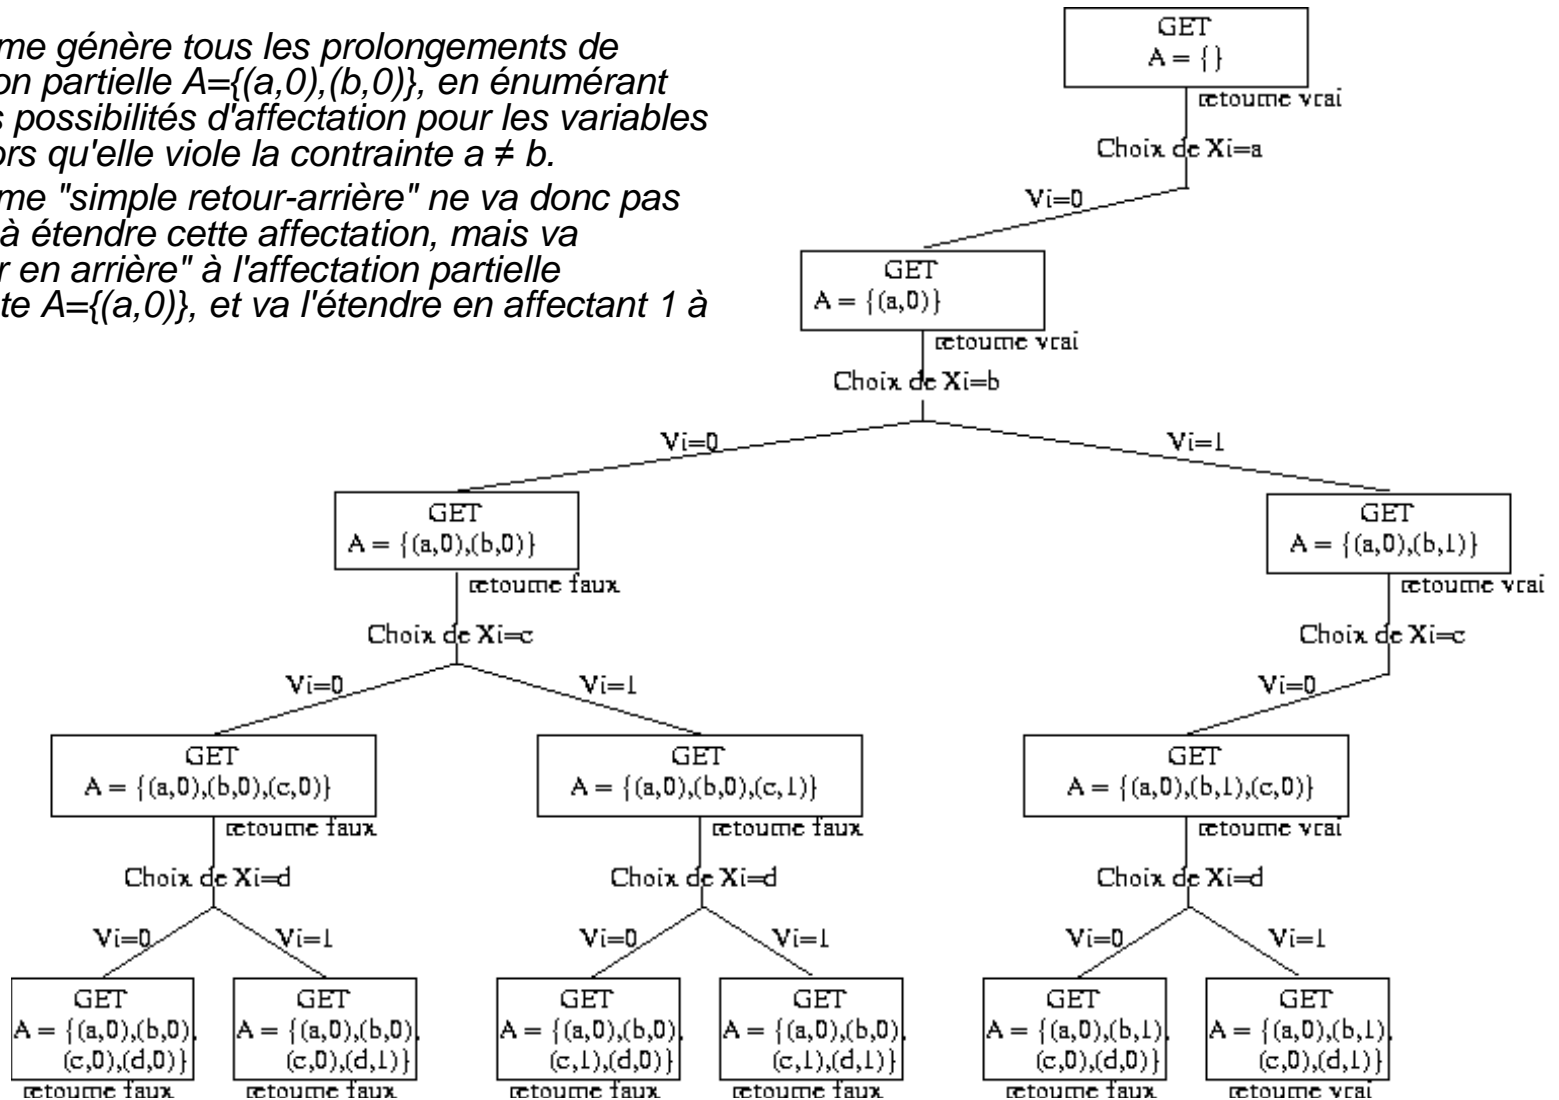 me génère tous les prolongements de
on partielle A={(a,0),(b,0)}, en énumérant
s possibilités d'affectation pour les variables
ors qu'elle viole la contrainte a ≠ b.
me "simple retour-arrière" ne va donc pas
à étendre cette affectation, mais va
r en arrière" à l'affectation partielle
te A={(a,0)}, et va l'étendre en affectant 1 à
GET
A = {}
retourne vrai
Choix de Xi=a
Vi=0
GET
A = {(a,0)}
retourne vrai
Choix de Xi=b
Vi=0 Vi=1
GET GET
A = {(a,0),(b,0)} A = {(a,0),(b,1)}
retourne faux retourne vrai
Choix de Xi=c Choix de Xi=c
Vi=0 Vi=1 Vi=0
GET GET GET
A = {(a,0),(b,0),(c,0)} A = {(a,0),(b,0),(c,1)} A = {(a,0),(b,1),(c,0)}
retourne faux retourne faux retourne vrai
Choix de Xi=d Choix de Xi=d Choix de Xi=d
Vi=0 Vi=1 Vi=0 Vi=1 Vi=0 Vi=1
GET GET GET GET GET GET
A = {(a,0),(b,0), A = {(a,0),(b,0), A = {(a,0),(b,0), A = {(a,0),(b,0), A = {(a,0),(b,1), A = {(a,0),(b,1),
(c,0),(d,0)} (c,0),(d,1)} (c,1),(d,0)} (c,1),(d,1)} (c,0),(d,0)} (c,0),(d,1)}
retourne faux retourne faux retourne faux retourne faux retourne faux retourne vrai